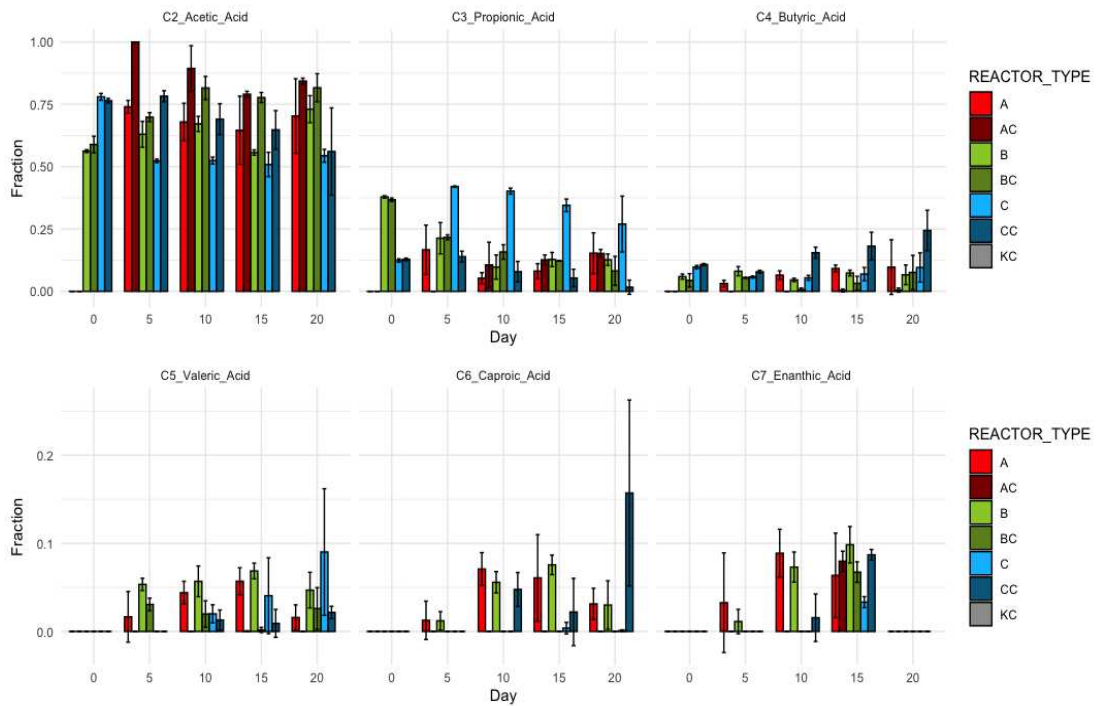 C2_Acetic_Acid C3_Propionic_Acid C4_Butyric_Acid
1.00
0.75
0.50
0.25
0.00
Fraction
0 5 10 15 20 0 5 10 15 20 0 5 10 15 20
Day
REACTOR_TYPE
A
AC
B
BC
C
CC
KC
C5_Valeric_Acid C6_Caproic_Acid C7_Enanthic_Acid
0.2
0.1
0.0
Fraction
0 5 10 15 20 0 5 10 15 20 0 5 10 15 20
Day
REACTOR_TYPE
A
AC
B
BC
C
CC
KC